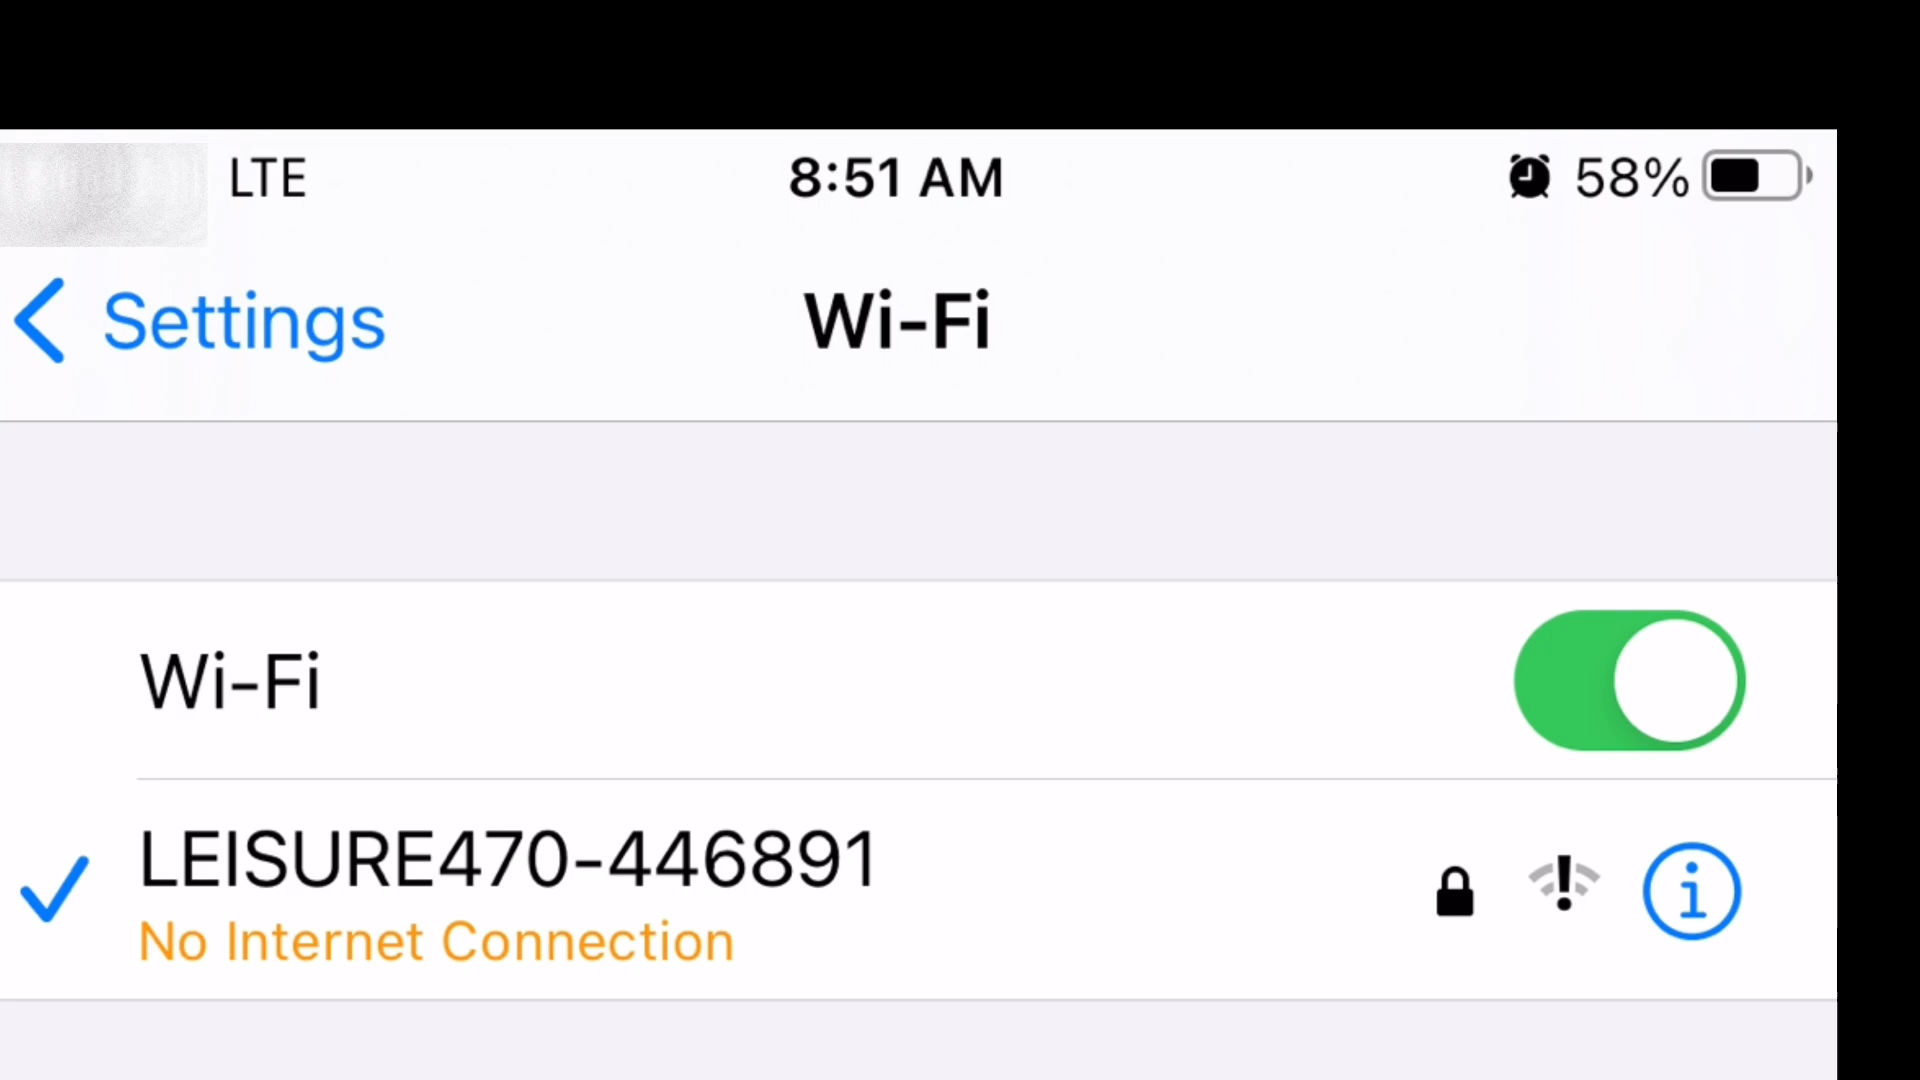 LTE 8:51 AM 58%
Settings Wi-Fi
Wi-Fi
LEISURE470-446891
No Internet Connection